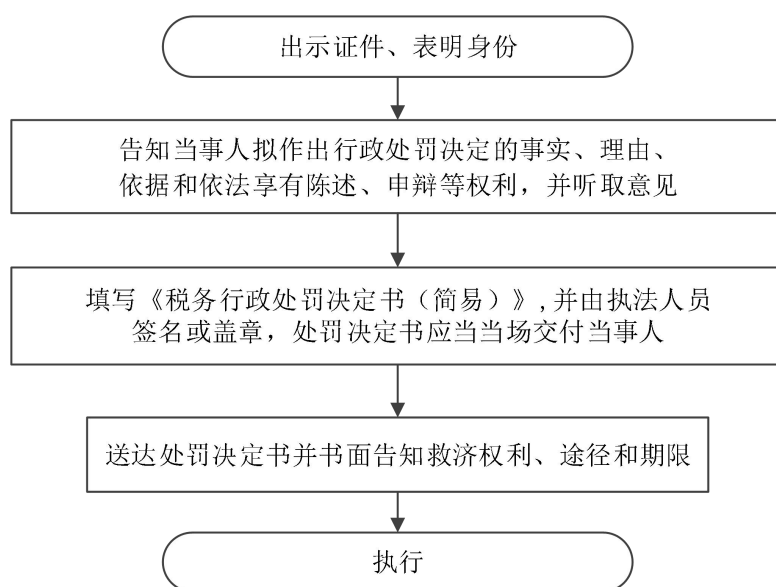 出示证件、表明身份
告知当事人拟作出行政处罚决定的事实、理由、
依据和依法享有陈述、申辩等权利，并听取意见
填写《税务行政处罚决定书（简易）》,并由执法人员
签名或盖章，处罚决定书应当当场交付当事人
送达处罚决定书并书面告知救济权利、途径和期限
执行